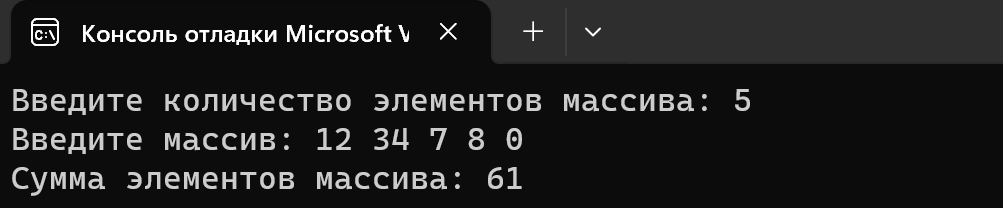 Консоль отладки Microsoft V
Введите количество элементов массива: 5
Введите массив: 12 34 7 8 0
Сумма элементов массива: 61